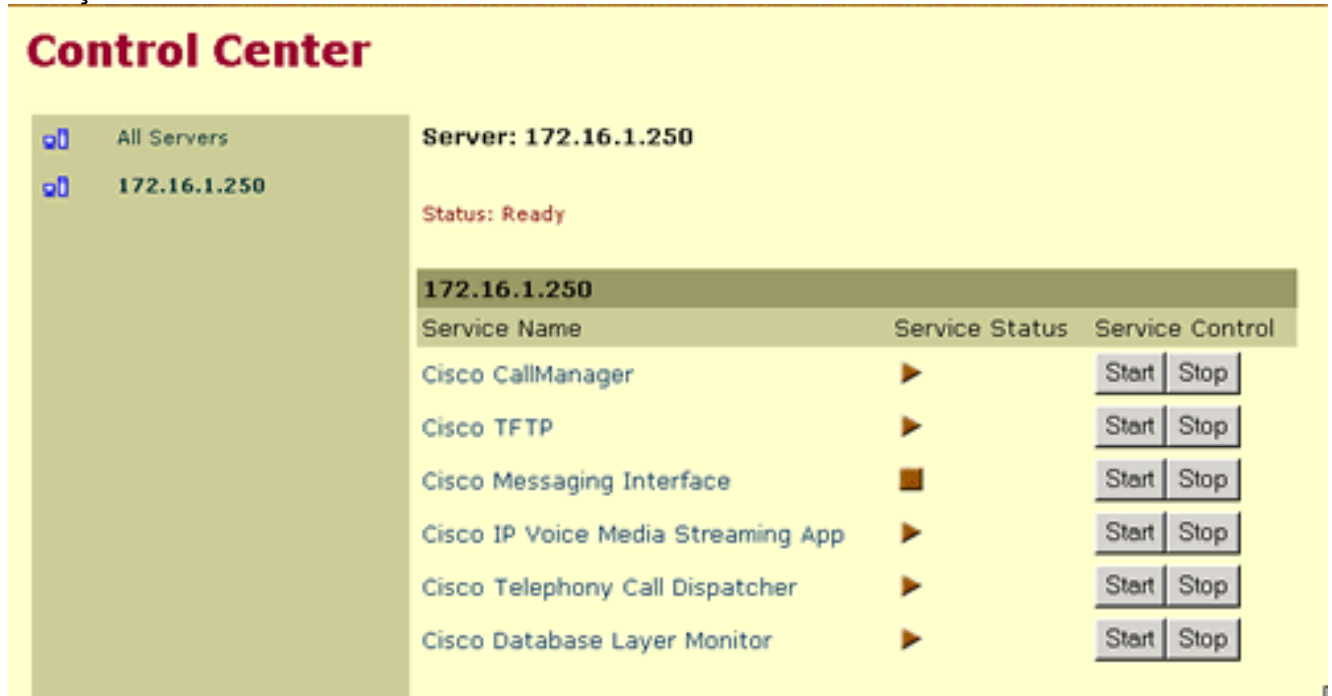 Control Center
All Servers
172.16.1.250
Server: 172.16.1.250
Status: Ready
172.16.1.250
Service Name Service Status Service Control
Cisco CallManager Start Stop
Cisco TFTP Start Stop
Cisco Messaging Interface Start Stop
Cisco IP Voice Media Streaming App Start Stop
Cisco Telephony Call Dispatcher Start Stop
Cisco Database Layer Monitor Start Stop